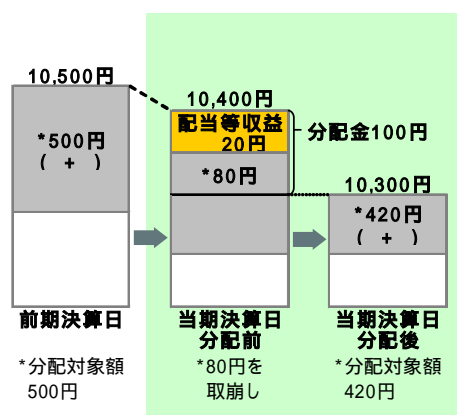 10,500円
*500円
( + )
前期決算日
*分配対象額
500円
10,400円
配当等収益
20円
*80円
分配金100円
当期決算日
分配前
*80円を
取崩し
10,300円
*420円
( + )
当期決算日
分配後
*分配対象額
420円